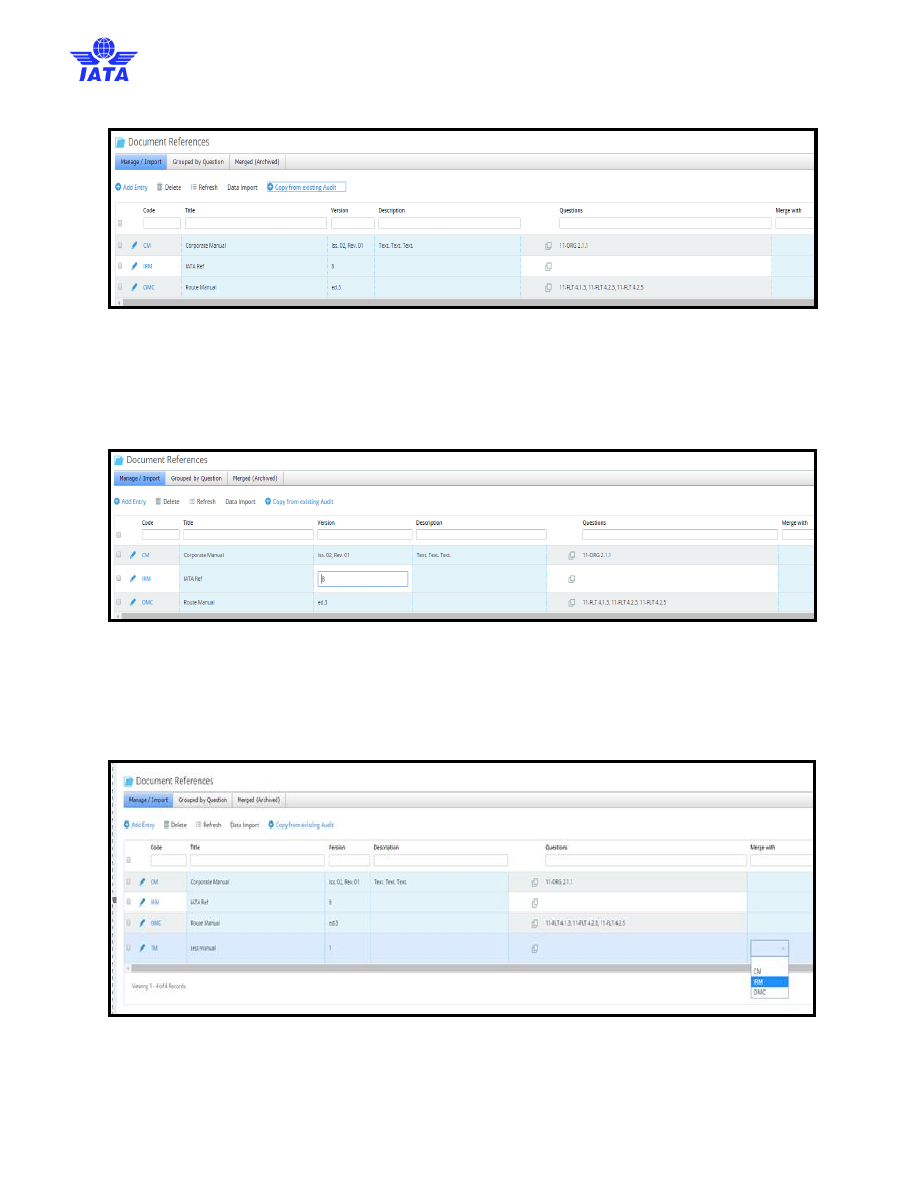 IATA
Document References
Manage / Import Grouped by Question Merged (Archived)
Add Entry Delete Refresh Data Import Copy from existing Audit
Code Title Version Description Questions Merge with
CM Corporate Manual Iss. 02, Rev. 01 Text. Text. Text. 11-ORG 2.1.1
IRM IATA Ref 8
OMC Route Manual ed.3 11-FLT 4.1.3, 11-FLT 4.2.3, 11-FLT 4.2.5
Document References
Manage / Import Grouped by Question Merged (Archived)
Add Entry Delete Refresh Data Import Copy from existing Audit
Code Title Version Description Questions Merge with
CM Corporate Manual Iss. 02, Rev. 01 Text. Text. Text. 11-ORG 2.1.1
IRM IATA Ref 8
OMC Route Manual ed.3 11-FLT 4.1.3, 11-FLT 4.2.3, 11-FLT 4.2.5
Document References
Manage / Import Grouped by Question Merged (Archived)
Add Entry Delete Refresh Data Import Copy from existing Audit
Code Title Version Description Questions Merge with
CM Corporate Manual Iss. 02, Rev. 01 Text. Text. Text. 11-ORG 2.1.1
IRM IATA Ref 8
OMC Route Manual ed.3 11-FLT 4.1.3, 11-FLT 4.2.3, 11-FLT 4.2.5
TM test manual 1
CM
IRM
OMC
Viewing 1 - 4 of 4 Records